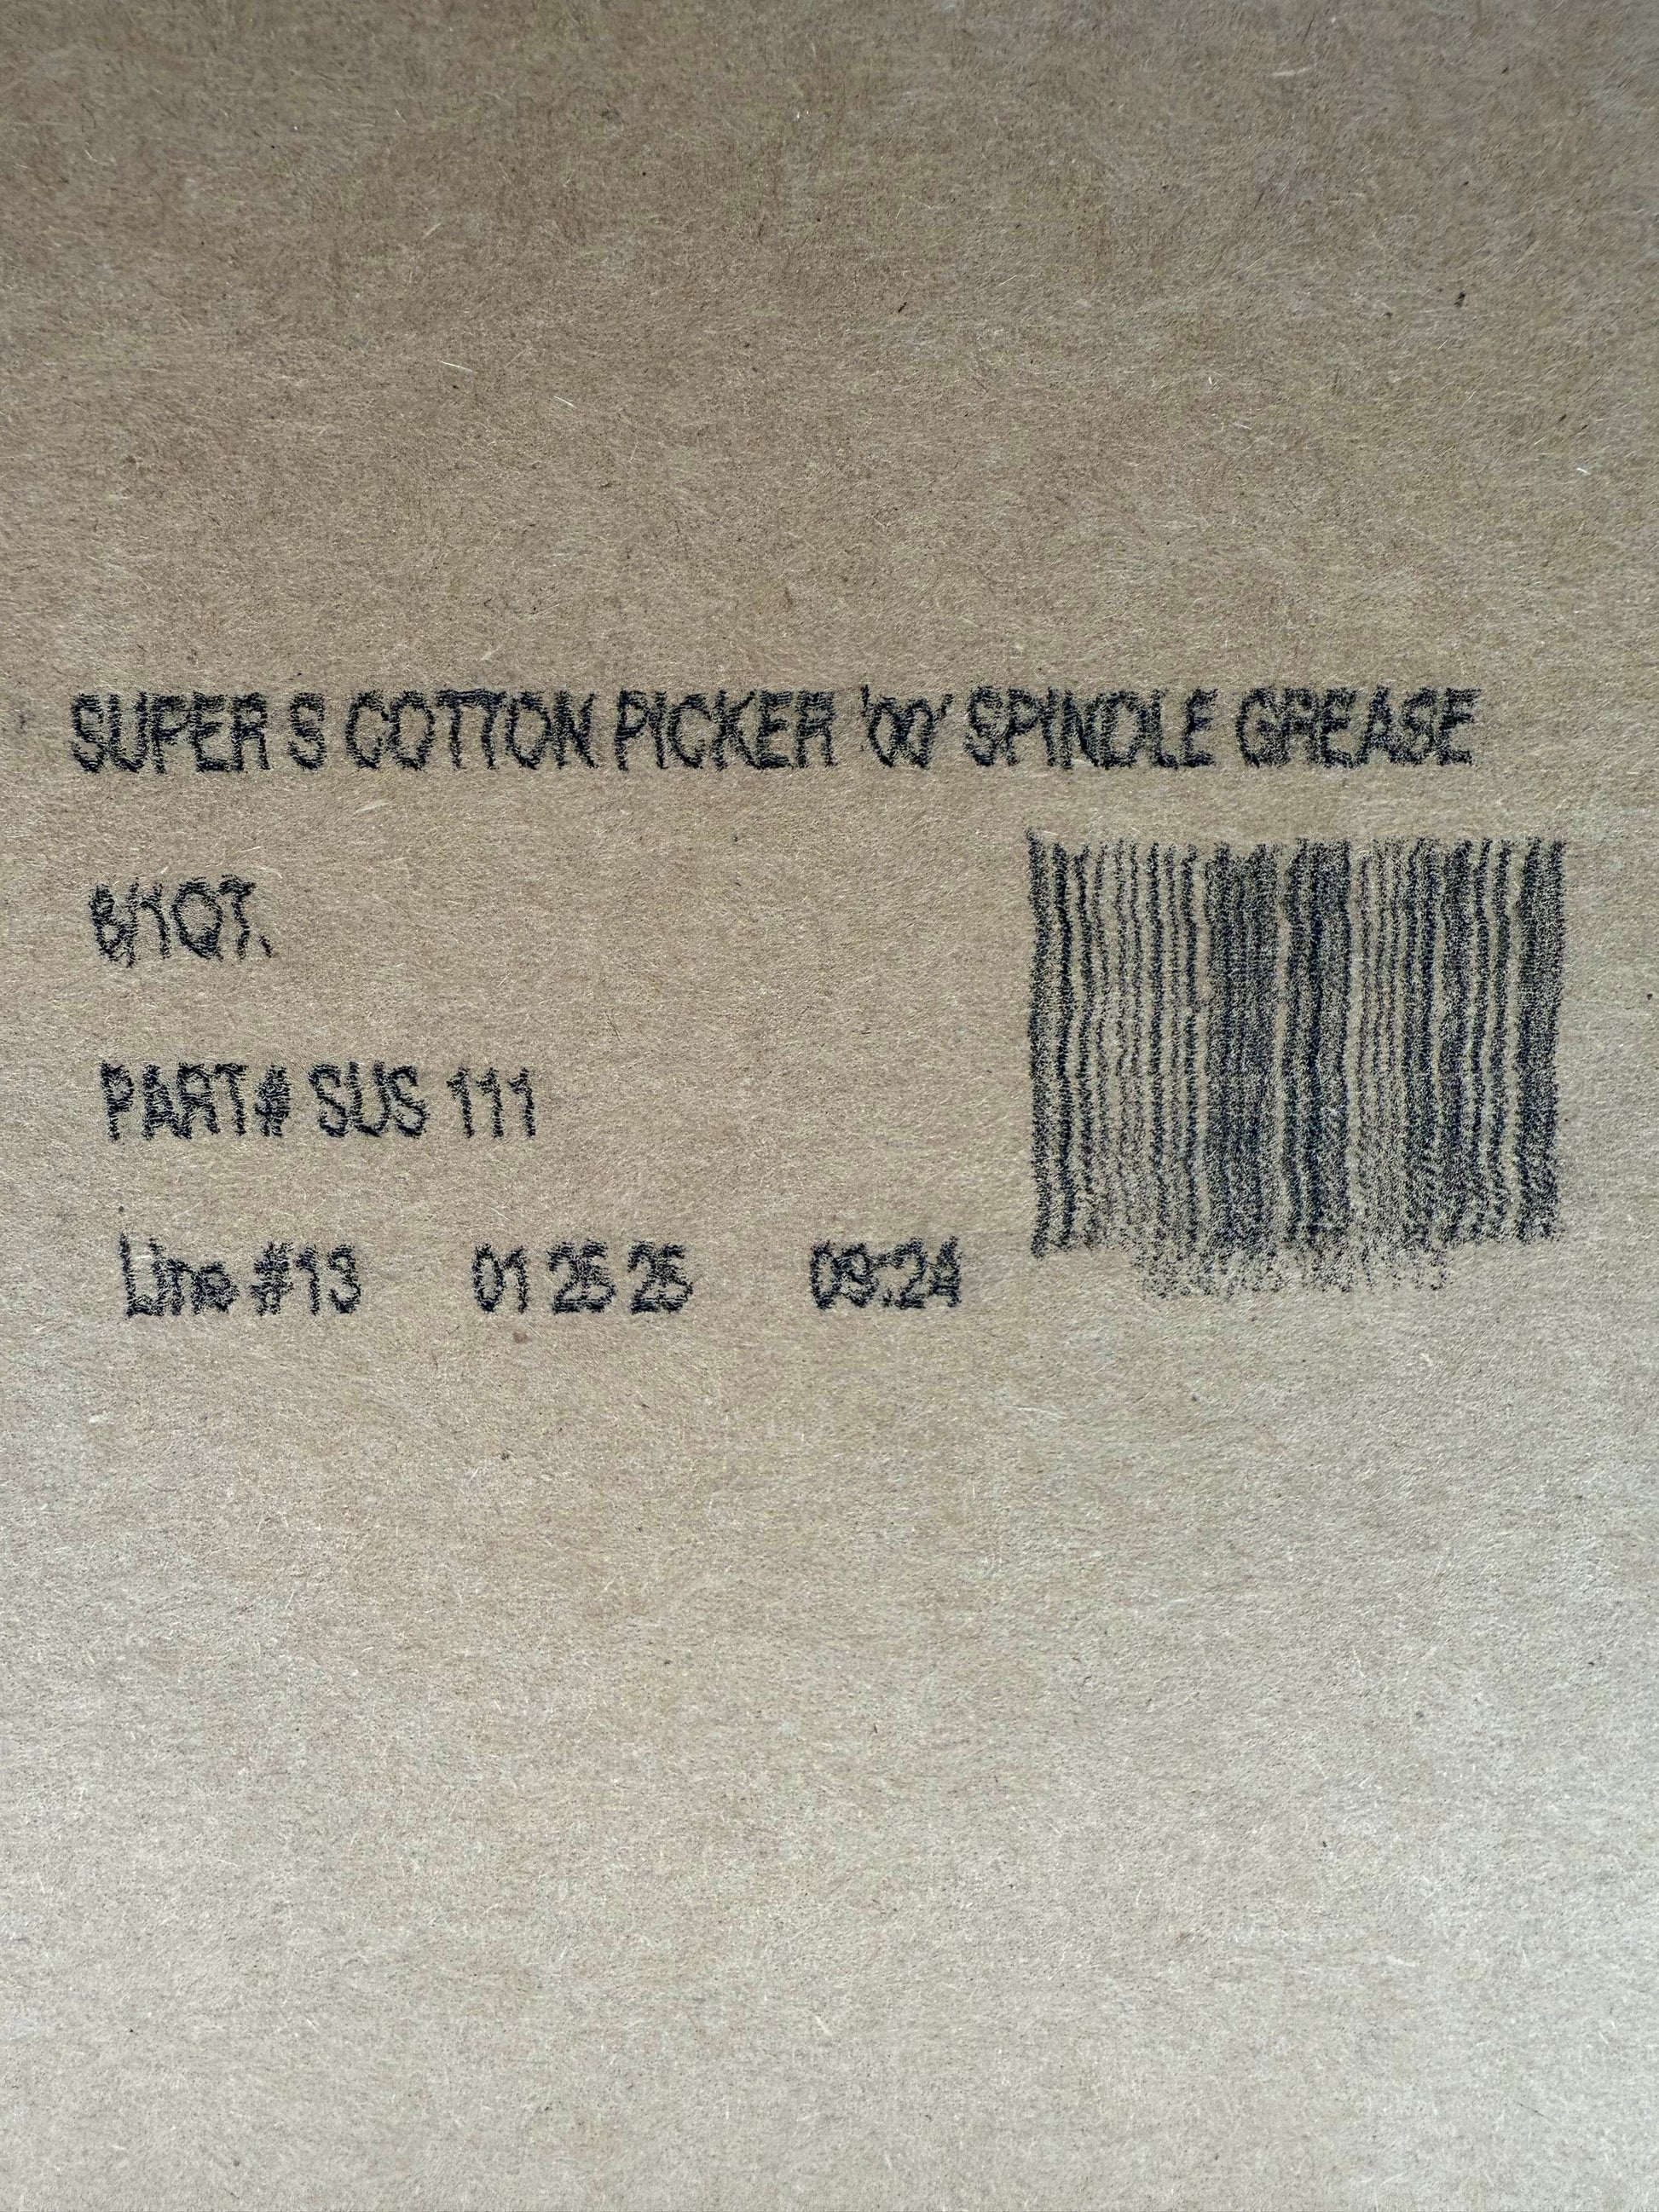 SUPER S COTTON PICKER '00' SPINDLE GREASE
6/1QT.
PART# SUS 111
Line #13 01 25 25 09:24